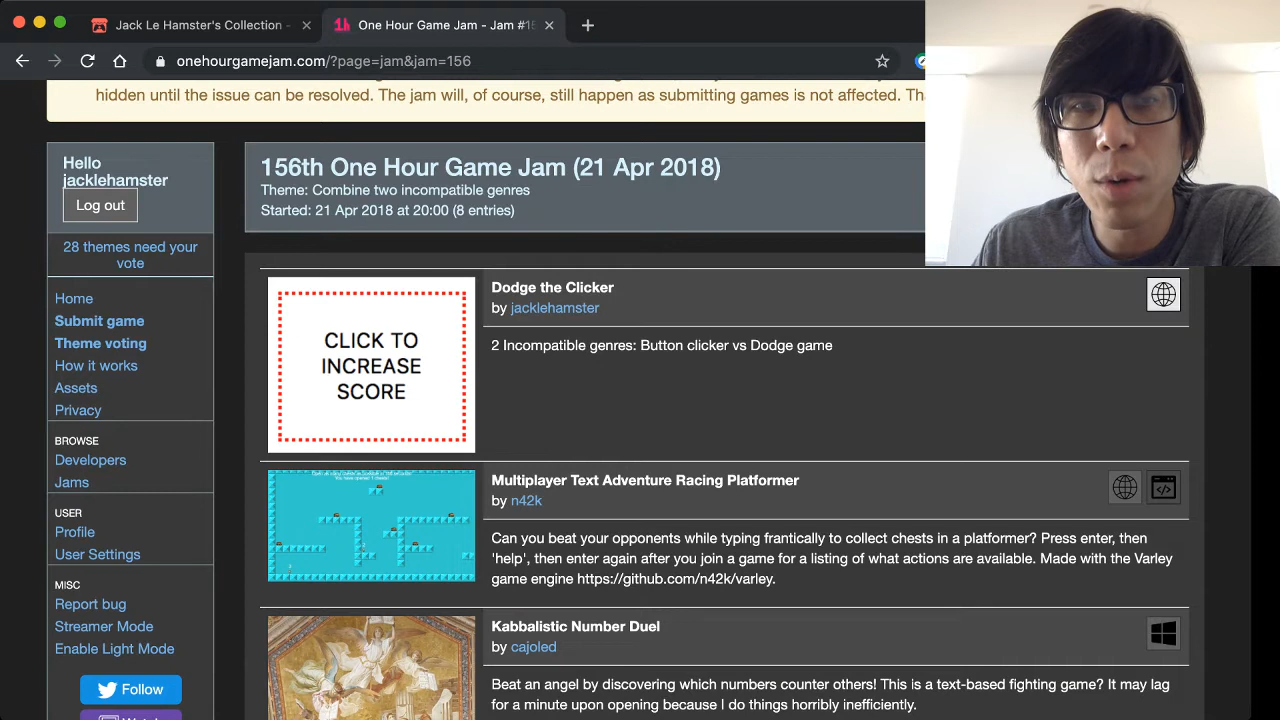 Jack Le Hamster's Collection -
One Hour Game Jam - Jam #15
onehourgamejam.com/?page=jam&jam=156
hidden until the issue can be resolved. The jam will, of course, still happen as submitting games is not affected.
Hello
jacklehamster
Log out
28 themes need your
vote
Home
Submit game
Theme voting
How it works
Assets
Privacy
BROWSE
Developers
Jams
USER
Profile
User Settings
MISC
Report bug
Streamer Mode
Enable Light Mode
Follow
156th One Hour Game Jam (21 Apr 2018)
Theme: Combine two incompatible genres
Started: 21 Apr 2018 at 20:00 (8 entries)
CLICK TO
INCREASE
SCORE
Dodge the Clicker
by jacklehamster
2 Incompatible genres: Button clicker vs Dodge game
Multiplayer Text Adventure Racing Platformer
by n42k
Can you beat your opponents while typing frantically to collect chests in a platformer? Press enter, then
'help', then enter again after you join a game for a listing of what actions are available. Made with the Varley
game engine https://github.com/n42k/varley.
Kabbalistic Number Duel
by cajoled
Beat an angel by discovering which numbers counter others! This is a text-based fighting game? It may lag
for a minute upon opening because I do things horribly inefficiently.